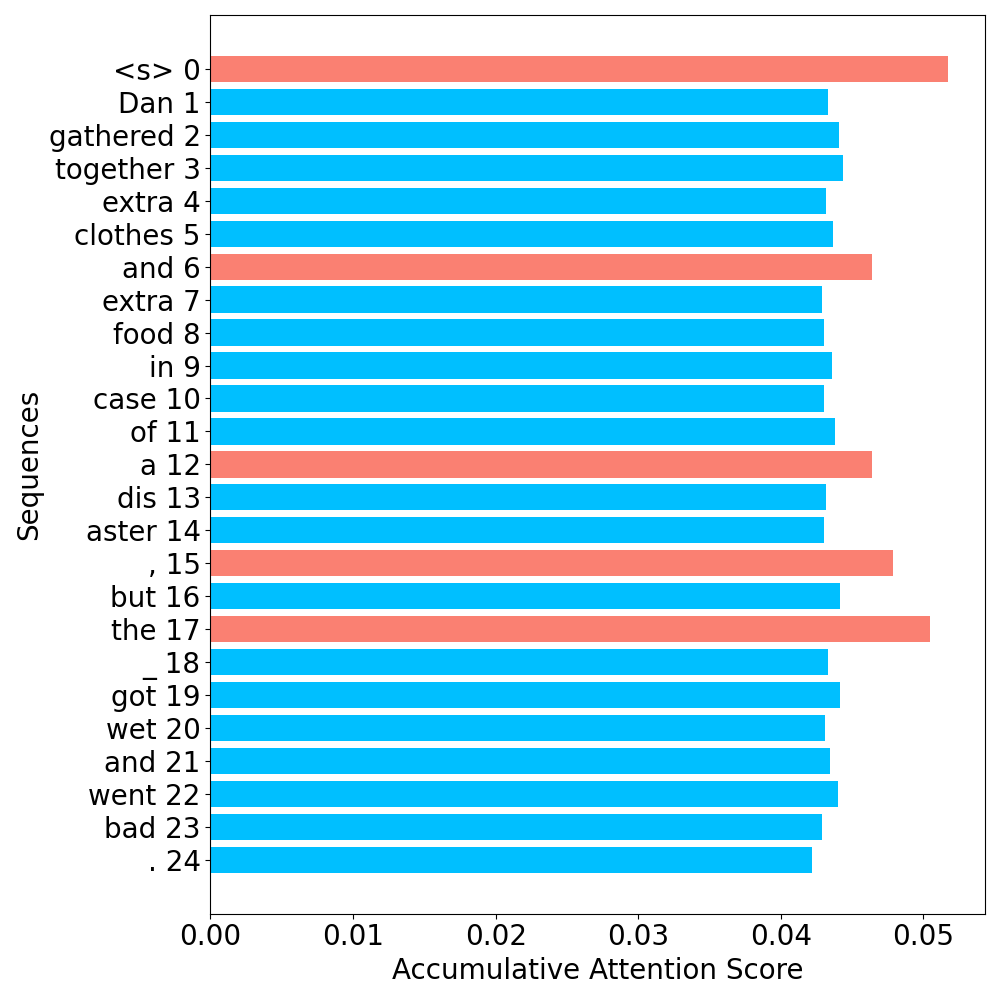 <s> 0
Dan 1
gathered 2
together 3
extra 4
clothes 5
and 6
extra 7
food 8
in 9
case 10
of 11
a 12
dis 13
aster 14
, 15
but 16
the 17
_ 18
got 19
wet 20
and 21
went 22
bad 23
. 24
Sequences
0.00 0.01 0.02 0.03 0.04 0.05
Accumulative Attention Score